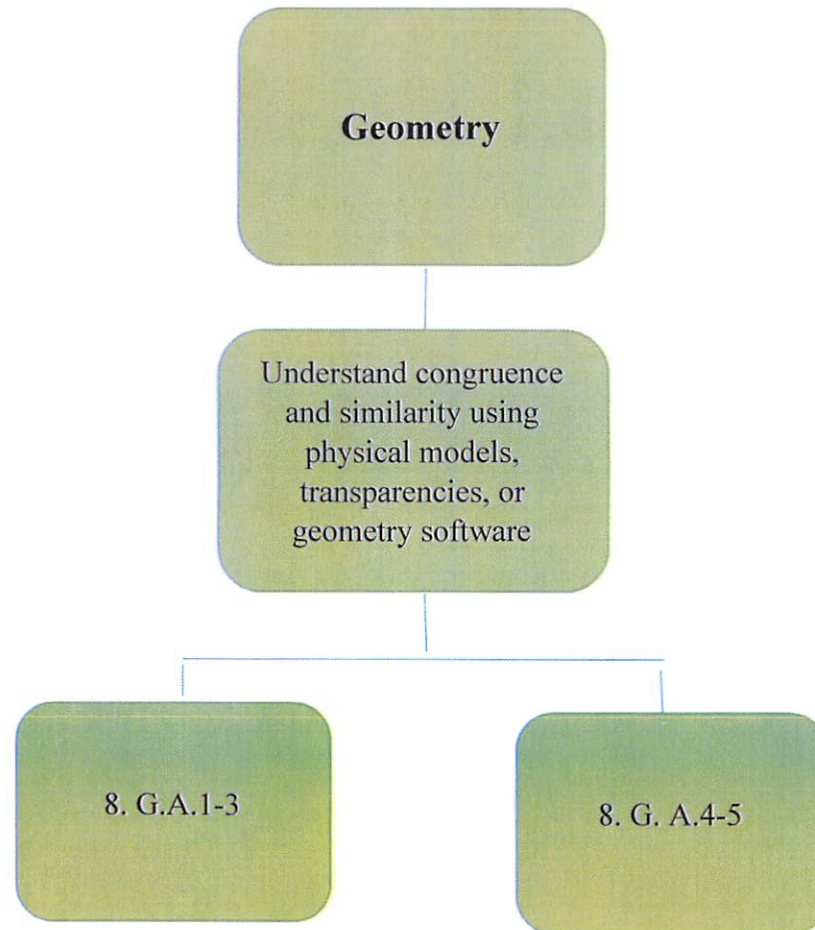 Geometry
Understand congruence
and similarity using
physical models,
transparencies, or
geometry software
8. G.A.1-3
8. G. A.4-5